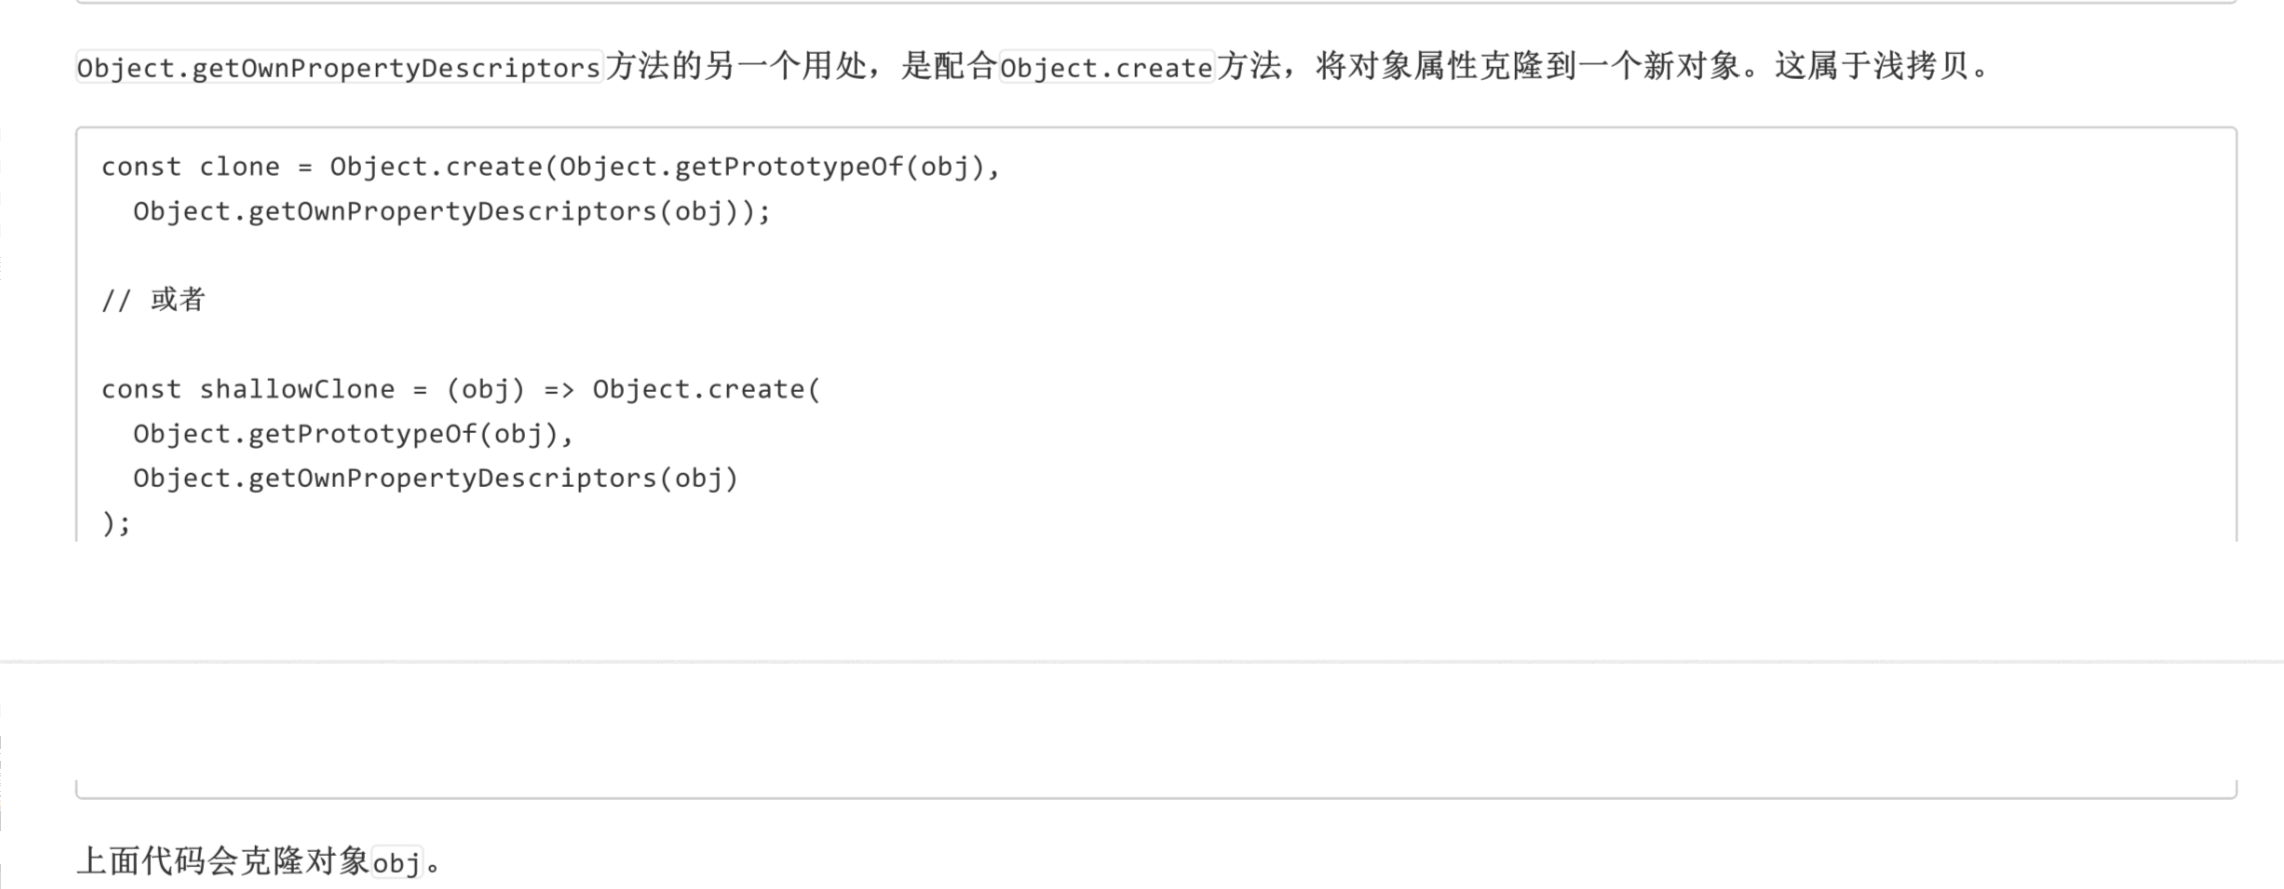 Object.getOwnPropertyDescriptors方法的另一个用处，是配合Object.create方法，将对象属性克隆到一个新对象。这属于浅拷贝。
const clone = Object.create(Object.getPrototypeOf(obj),
  Object.getOwnPropertyDescriptors(obj));
// 或者
const shallowClone = (obj) => Object.create(
  Object.getPrototypeOf(obj),
  Object.getOwnPropertyDescriptors(obj)
);
上面代码会克隆对象obj。